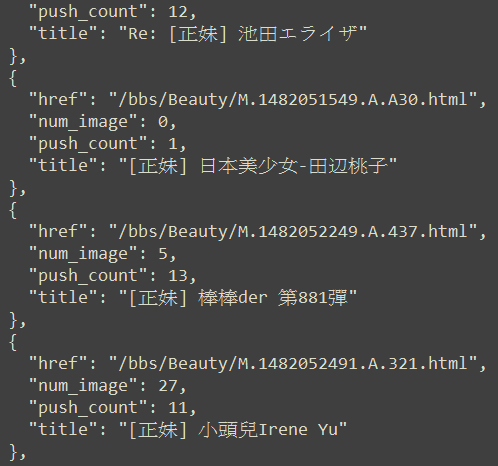 "push_count": 12,
"title": "Re: [正妹] 池田エライザ"
},
{
"href": "/bbs/Beauty/M.1482051549.A.A30.html",
"num_image": 0,
"push_count": 1,
"title": "[正妹] 日本美少女-田辺桃子"
},
{
"href": "/bbs/Beauty/M.1482052249.A.437.html",
"num_image": 5,
"push_count": 13,
"title": "[正妹] 棒棒der 第881彈"
},
{
"href": "/bbs/Beauty/M.1482052491.A.321.html",
"num_image": 27,
"push_count": 11,
"title": "[正妹] 小頭兒Irene Yu"
},